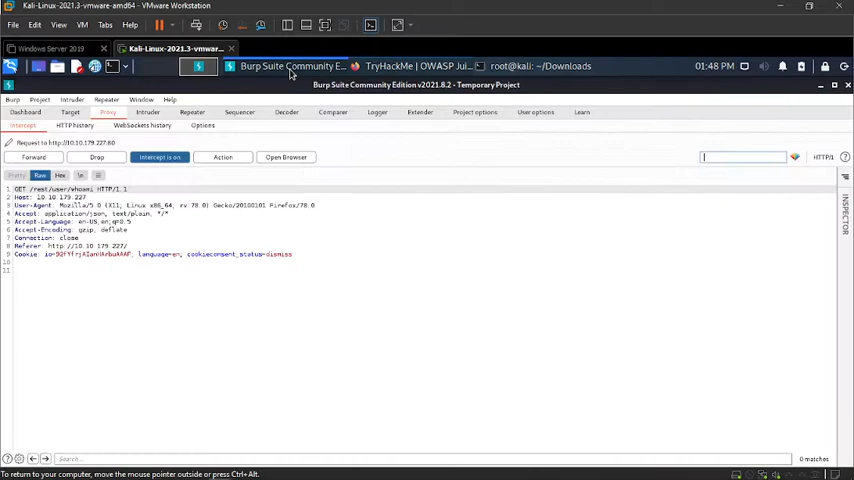 Kali-Linux-2021.3-vmware-amd64 - VMware Workstation
File Edit View VM Tabs Help
Windows Server 2019 Kali-Linux-2021.3-vmwar...
Burp Suite Community E... TryHackMe | OWASP Jui... root@kali: ~/Downloads 01:48 PM
Burp Suite Community Edition v2021.8.2 - Temporary Project
Burp Project Intruder Repeater Window Help
Dashboard Target Proxy Intruder Repeater Sequencer Decoder Comparer Logger Extender Project options User options Learn
Intercept HTTP history WebSockets history Options
Request to http://10.10.179.227:80
Forward Drop Intercept is on Action Open Browser HTTP/1 ?
Pretty Raw Hex \n
1 GET /rest/user/whoami HTTP/1.1
2 Host: 10.10.179.227
3 User-Agent: Mozilla/5.0 (X11; Linux x86_64; rv:78.0) Gecko/20100101 Firefox/78.0
4 Accept: application/json, text/plain, */*
5 Accept-Language: en-US,en;q=0.5
6 Accept-Encoding: gzip, deflate
7 Connection: close
8 Referer: http://10.10.179.227/
9 Cookie: language=en; cookieconsent_status=dismiss
10
11
INSPECTOR
Search... 0 matches
To return to your computer, move the mouse pointer outside or press Ctrl+Alt.